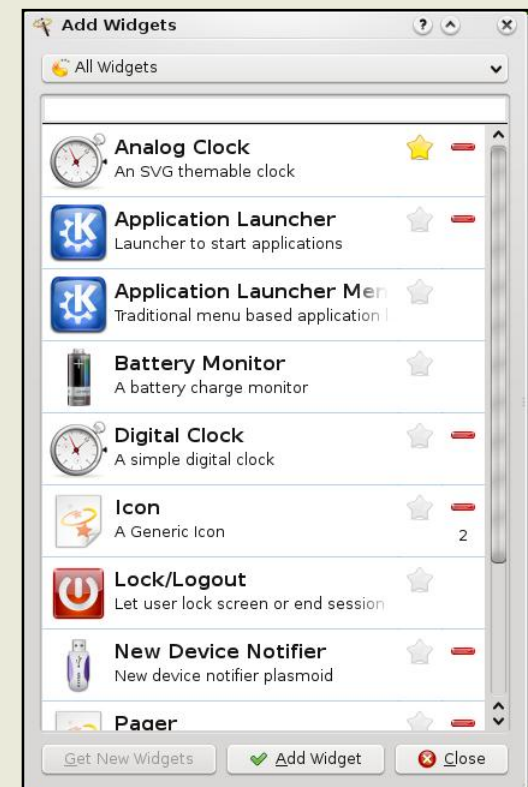 Add Widgets
All Widgets
Analog Clock
An SVG themable clock
Application Launcher
Launcher to start applications
Application Launcher Men
Traditional menu based application
Battery Monitor
A battery charge monitor
Digital Clock
A simple digital clock
Icon
A Generic Icon
2
Lock/Logout
Let user lock screen or end session
New Device Notifier
New device notifier plasmoid
Pager
Get New Widgets
Add Widget
Close